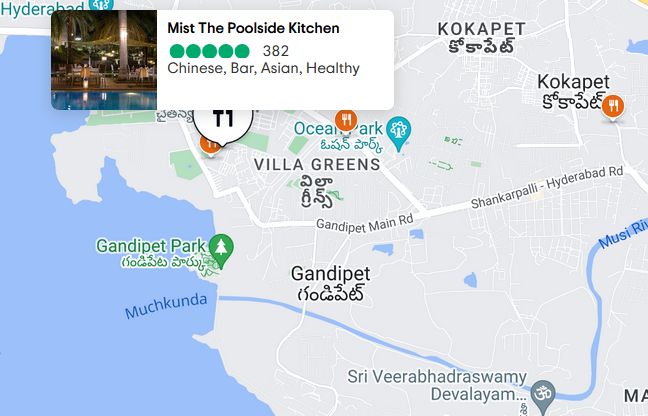 Hyderabad
Mist The Poolside Kitchen
382
Chinese, Bar, Asian, Healthy
KOKAPET
కోకాపేట్
Kokapet
కోకాపేట్
చైతన్య
Ocean Park
ఓషన్ పార్క్
VILLA GREENS
విల్లా
గ్రీన్స్
Shankarpalli - Hyderabad Rd
Gandipet Main Rd
Musi Riv
Gandipet Park
గండిపేట పార్కు
Gandipet
గండిపేట్
Muchkunda
Sri Veerabhadraswamy
Devalayam...
MA